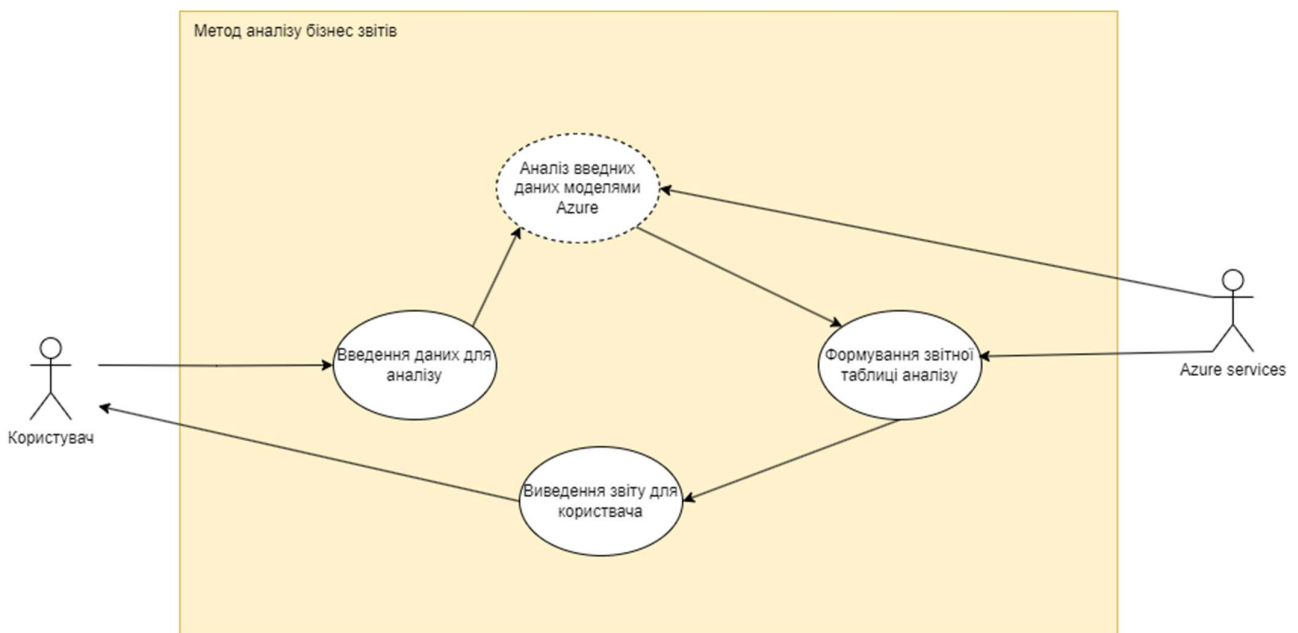 Метод аналізу бізнес звітів
Аналіз введних
даних моделями
Azure
Введення даних для
аналізу
Формування звітної
таблиці аналізу
Azure services
Користувач
Виведення звіту для
користвача